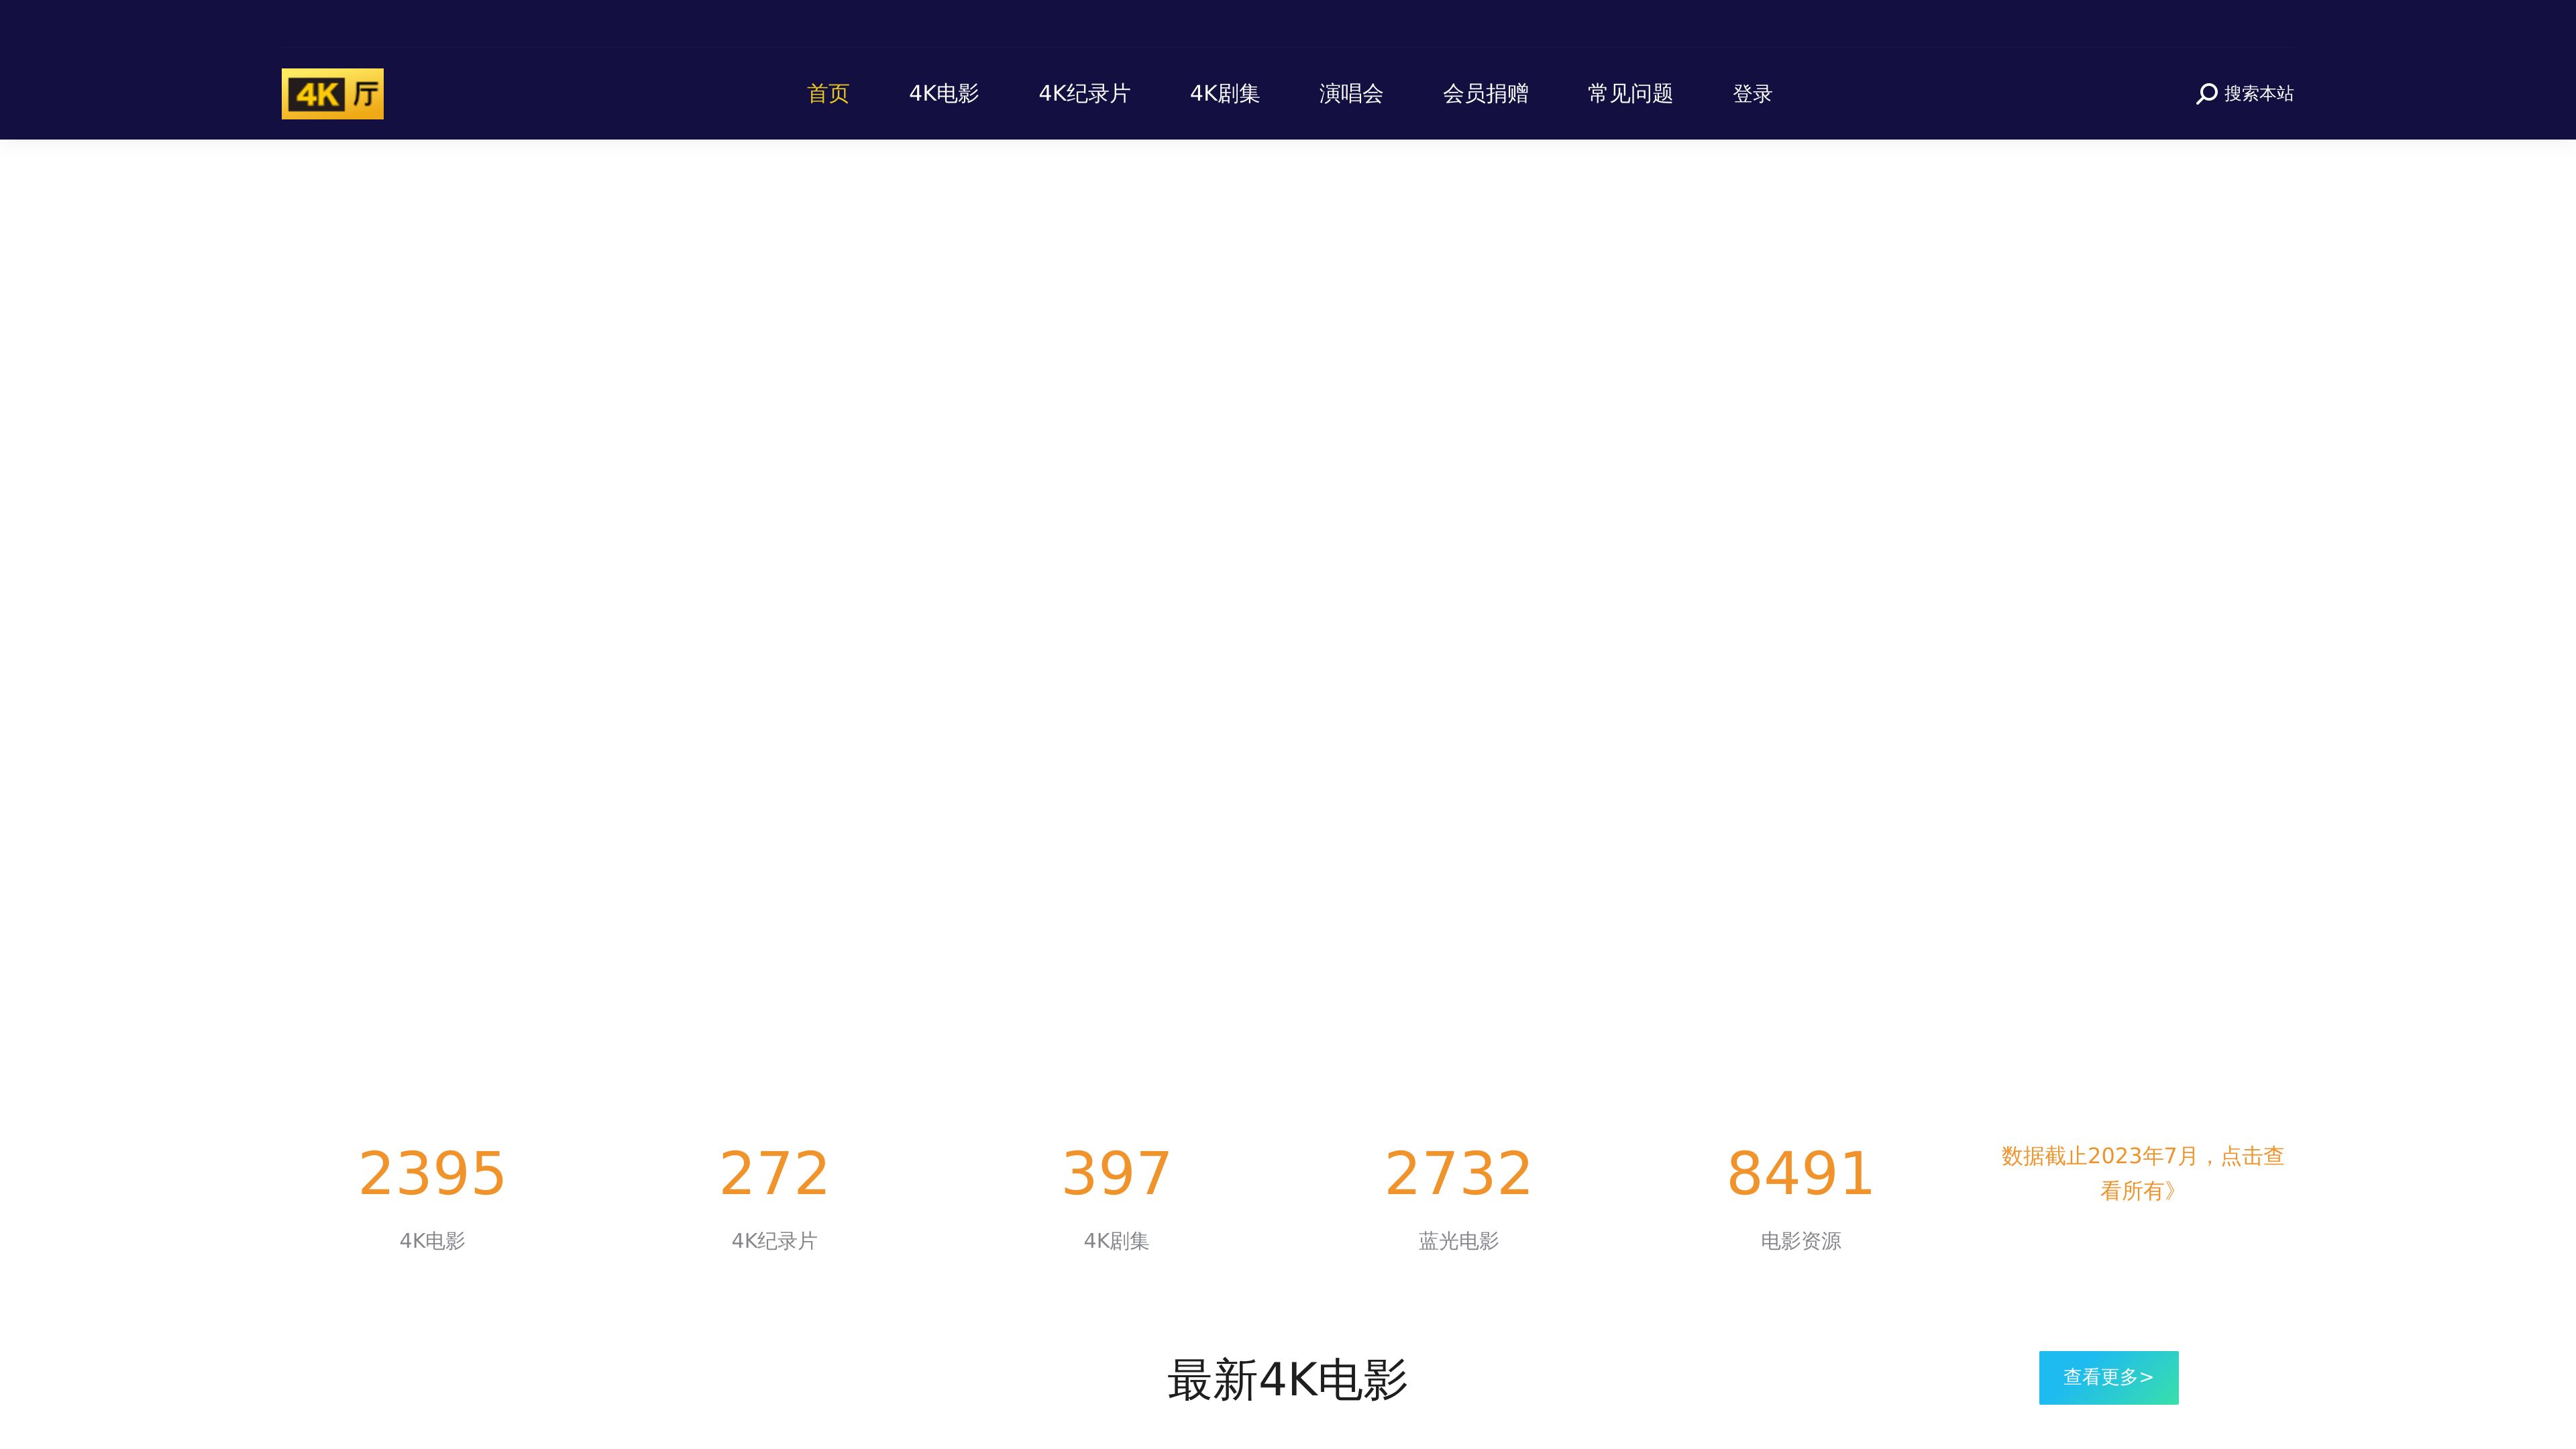 4K 厅
首页 4K电影 4K纪录片 4K剧集 演唱会 会员捐赠 常见问题 登录
搜索本站
2395 272 397 2732 8491
4K电影 4K纪录片 4K剧集 蓝光电影 电影资源
数据截止2023年7月，点击查
看所有》
最新4K电影
查看更多>